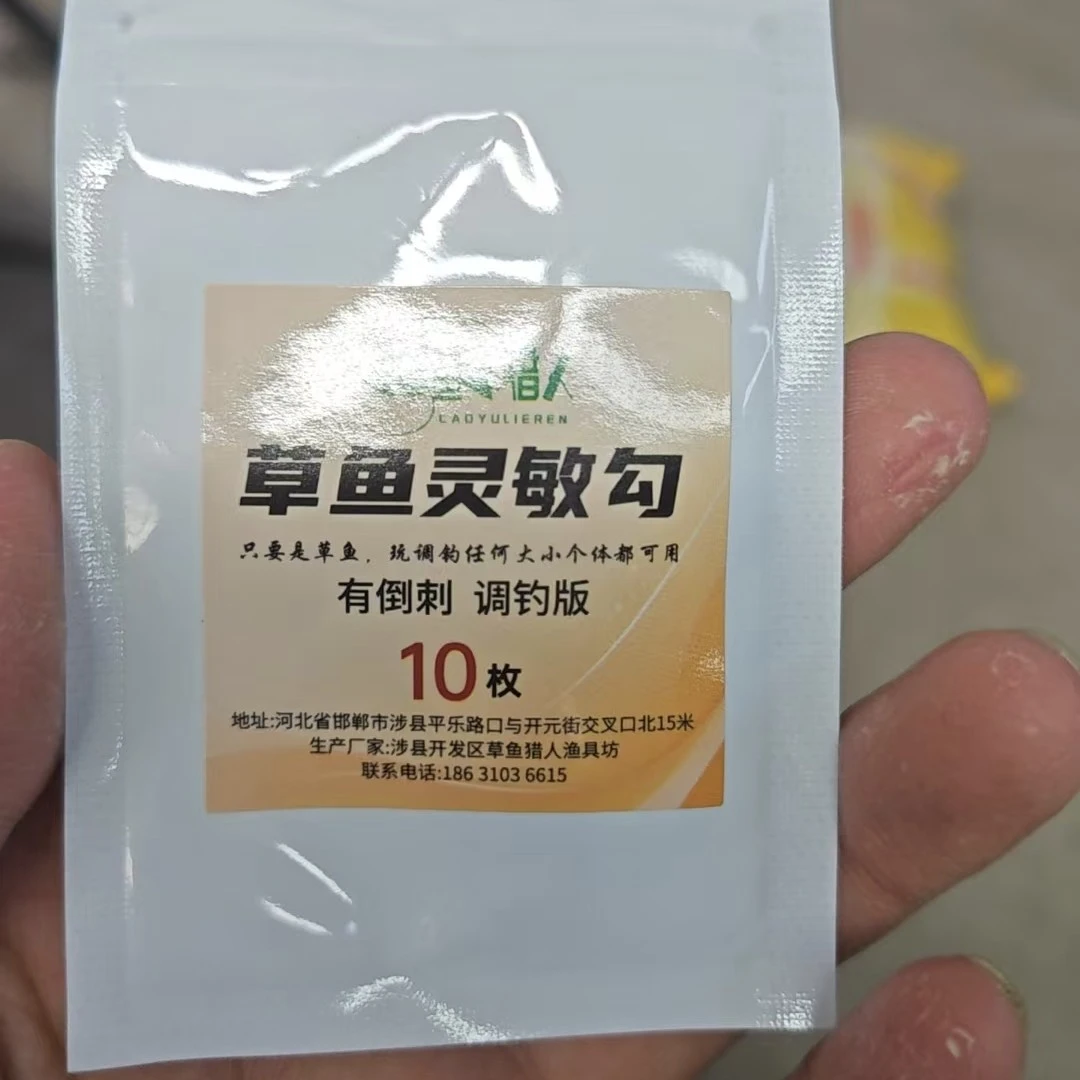 猎人
CAOYULIEREN
草鱼灵敏勾
只要是草鱼，玩调钓任何大小个体都可用
有倒刺 调钓版
10枚
地址:河北省邯郸市涉县平乐路口与开元街交叉口北15米
生产厂家:涉县开发区草鱼猎人渔具坊
联系电话:186 3103 6615